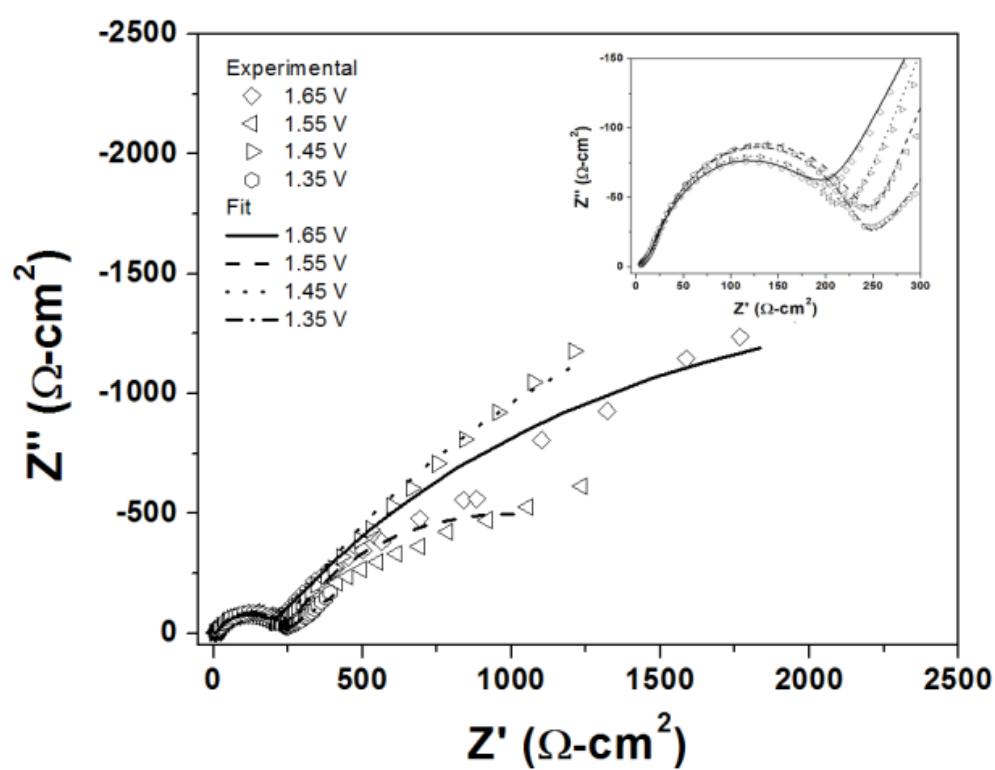 -2500
-2000
-1500
-1000
-500
0
0
500
1000
1500
2000
2500
Z'' (Ω-cm²)
Z' (Ω-cm²)
Experimental
1.65 V
1.55 V
1.45 V
1.35 V
Fit
1.65 V
1.55 V
1.45 V
1.35 V
-150
-100
-50
0
0
50
100
150
200
250
300
Z'' (Ω-cm²)
Z' (Ω-cm²)